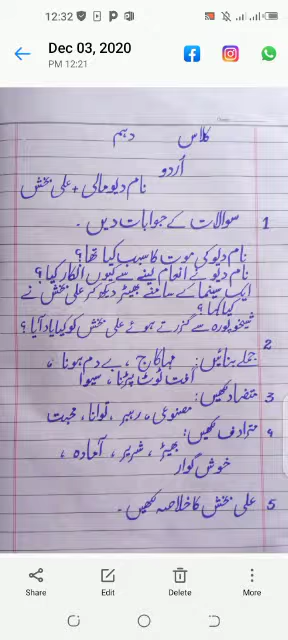 12:32
Dec 03, 2020
PM 12:21
کلاس دہم
اُردو
نام دیو مالی + علی بخش
1 سوالات کے جوابات دیں۔
نام دیو کی موت کا سبب کیا تھا؟
نام دیو نے انعام لینے سے کیوں انکار کیا؟
ایک سینما کے سامنے بھیڑ دیکھ کر علی بخش نے
کیا کہا؟
شیخوپورہ سے گزرتے ہوئے علی بخش کو کیا یاد آیا؟
2 جملے بنائیں: مہا کاج، بے دم ہونا،
آفت ٹوٹ پڑنا، سیوا
3 متضاد لکھیں: مصنوعی، رہبر، توانا، محبت
4 مترادف لکھیں: بھیڑ، شریر، آمادہ،
خوش گوار
5 علی بخش کا خلاصہ لکھیں۔
Share Edit Delete More